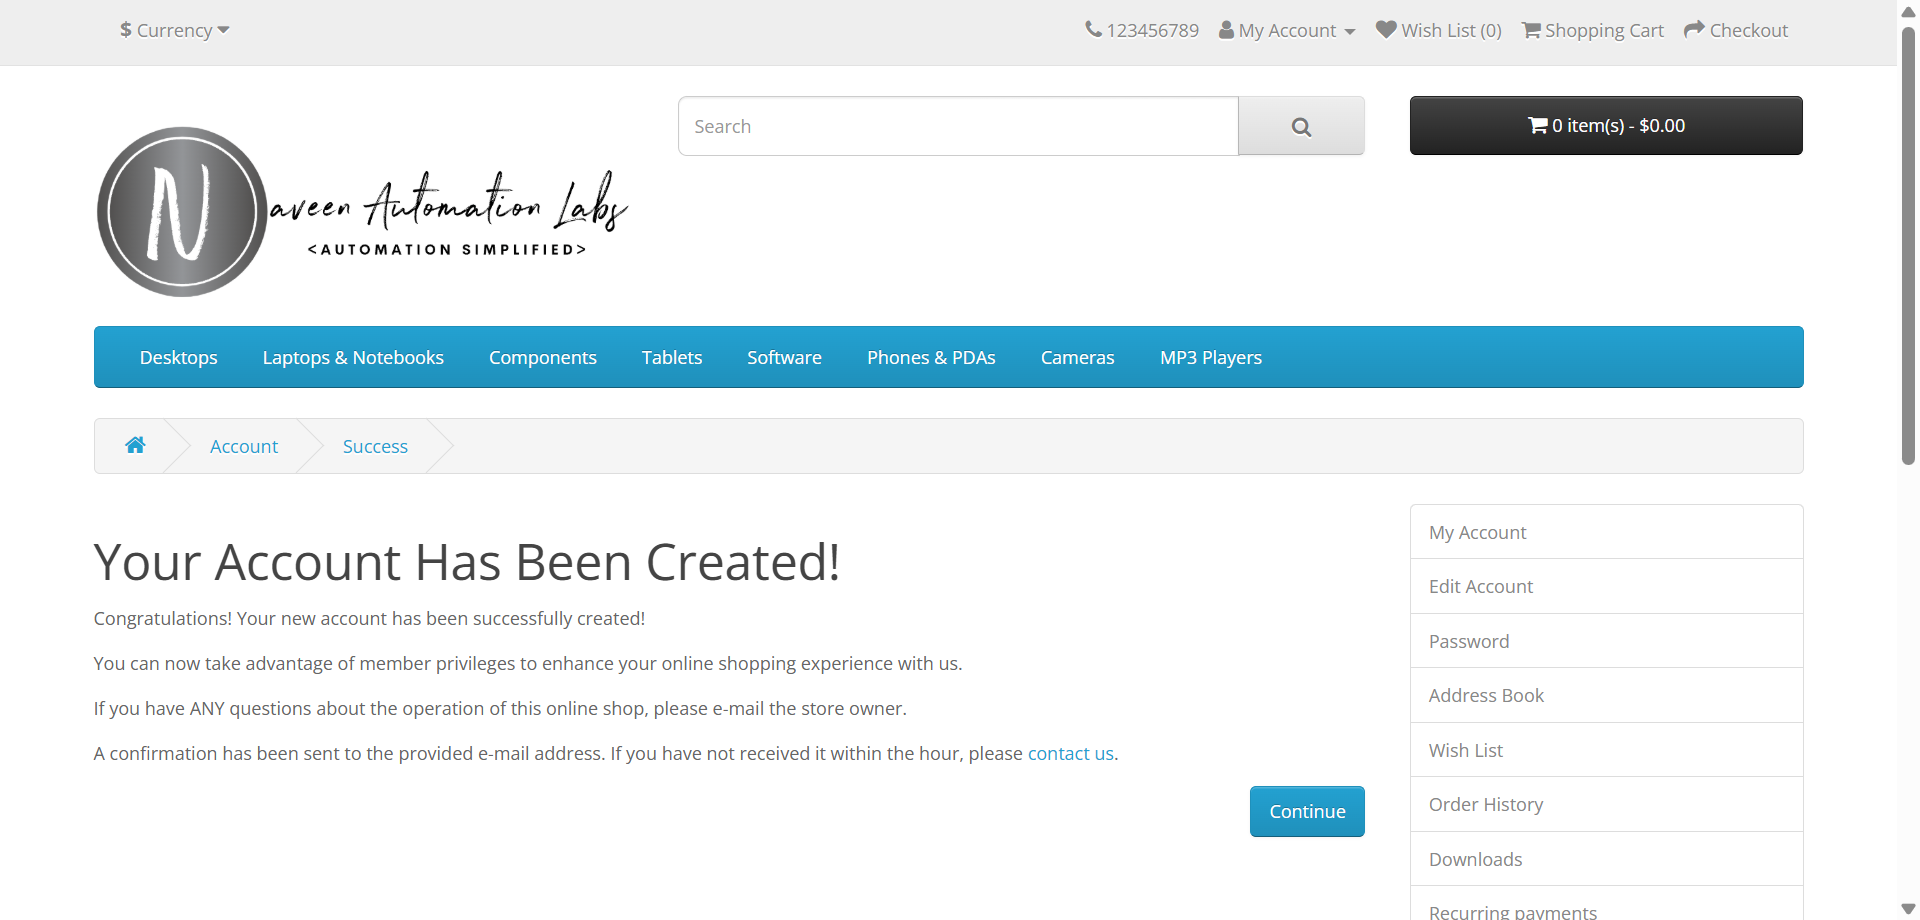 $ Currency
123456789 My Account Wish List (0) Shopping Cart Checkout
Search
0 item(s) - $0.00
Naveen Automation Labs
<AUTOMATION SIMPLIFIED>
Desktops Laptops & Notebooks Components Tablets Software Phones & PDAs Cameras MP3 Players
Account Success
Your Account Has Been Created!
Congratulations! Your new account has been successfully created!
You can now take advantage of member privileges to enhance your online shopping experience with us.
If you have ANY questions about the operation of this online shop, please e-mail the store owner.
A confirmation has been sent to the provided e-mail address. If you have not received it within the hour, please contact us.
Continue
My Account
Edit Account
Password
Address Book
Wish List
Order History
Downloads
Recurring payments